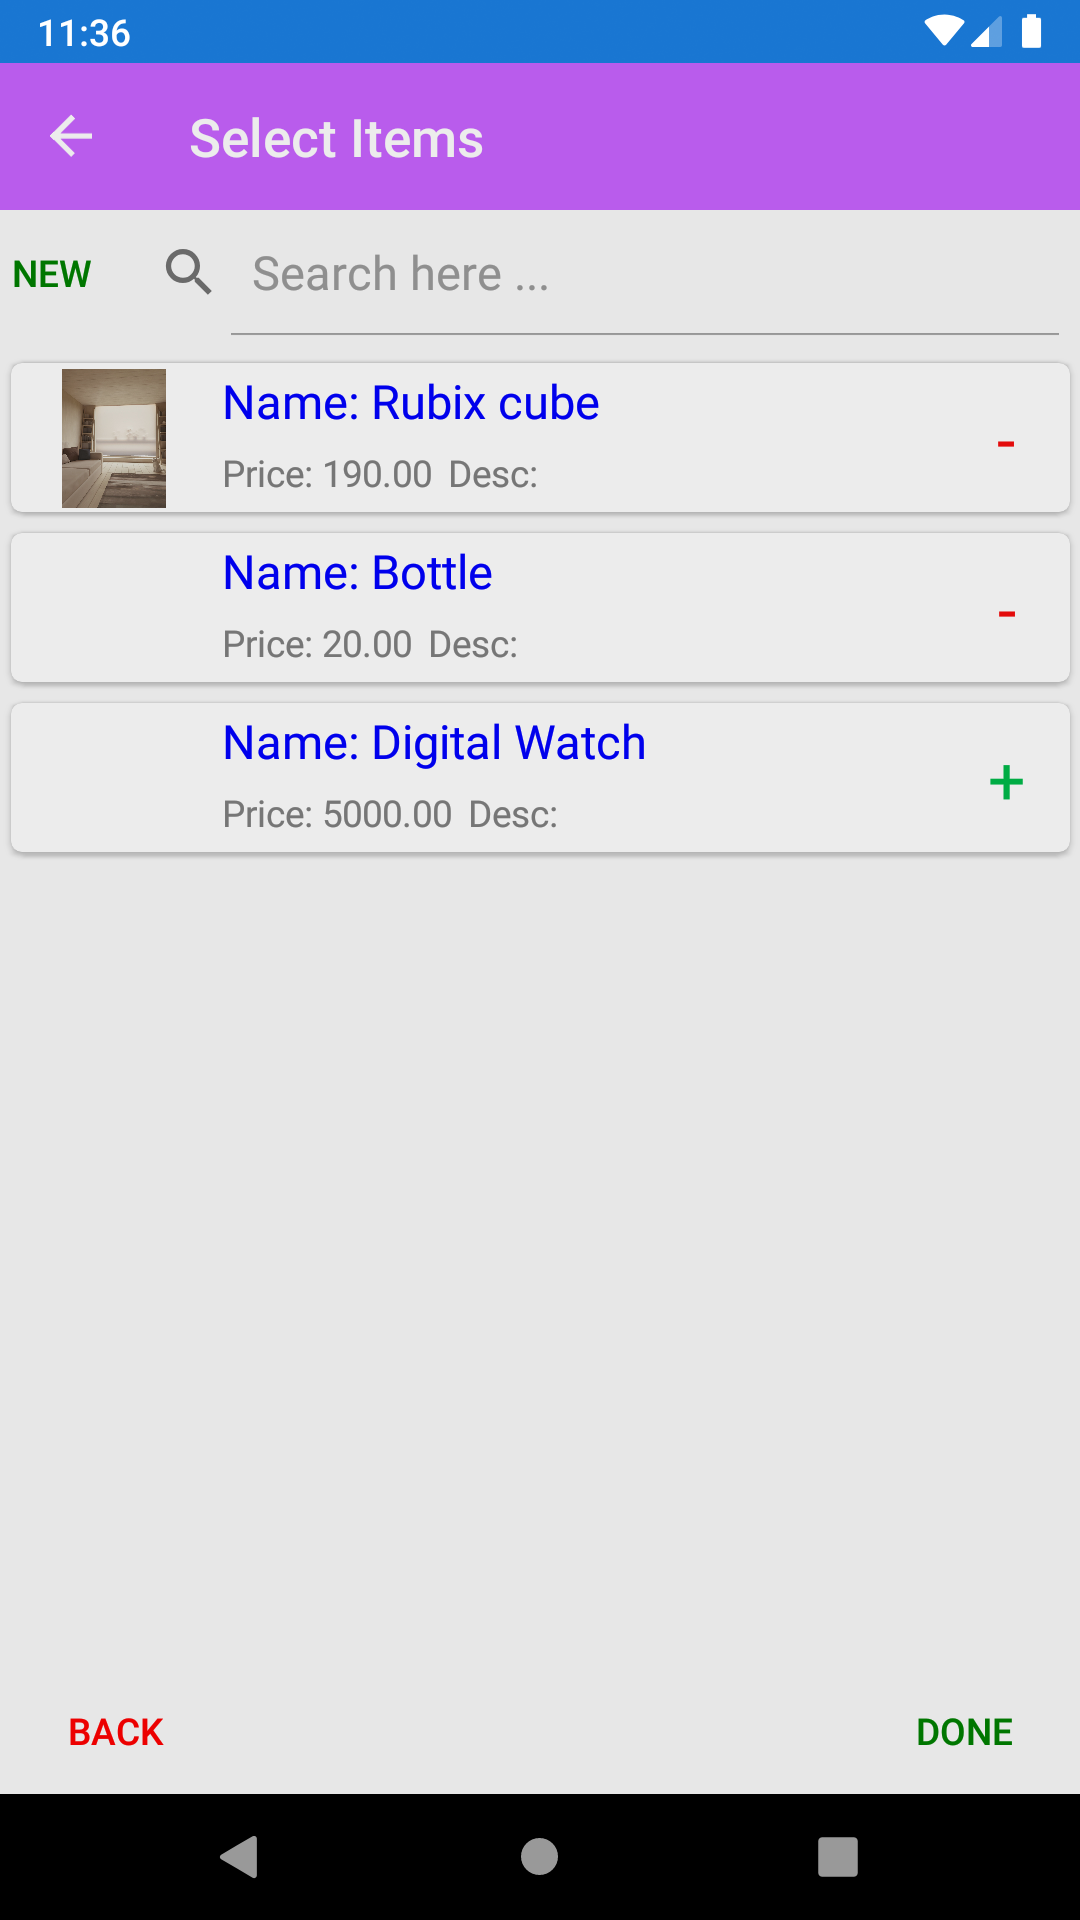 11:36
Select Items
NEW
Search here ...
Name: Rubix cube
Price: 190.00 Desc:
-
Name: Bottle
Price: 20.00 Desc:
-
Name: Digital Watch
Price: 5000.00 Desc:
+
BACK
DONE